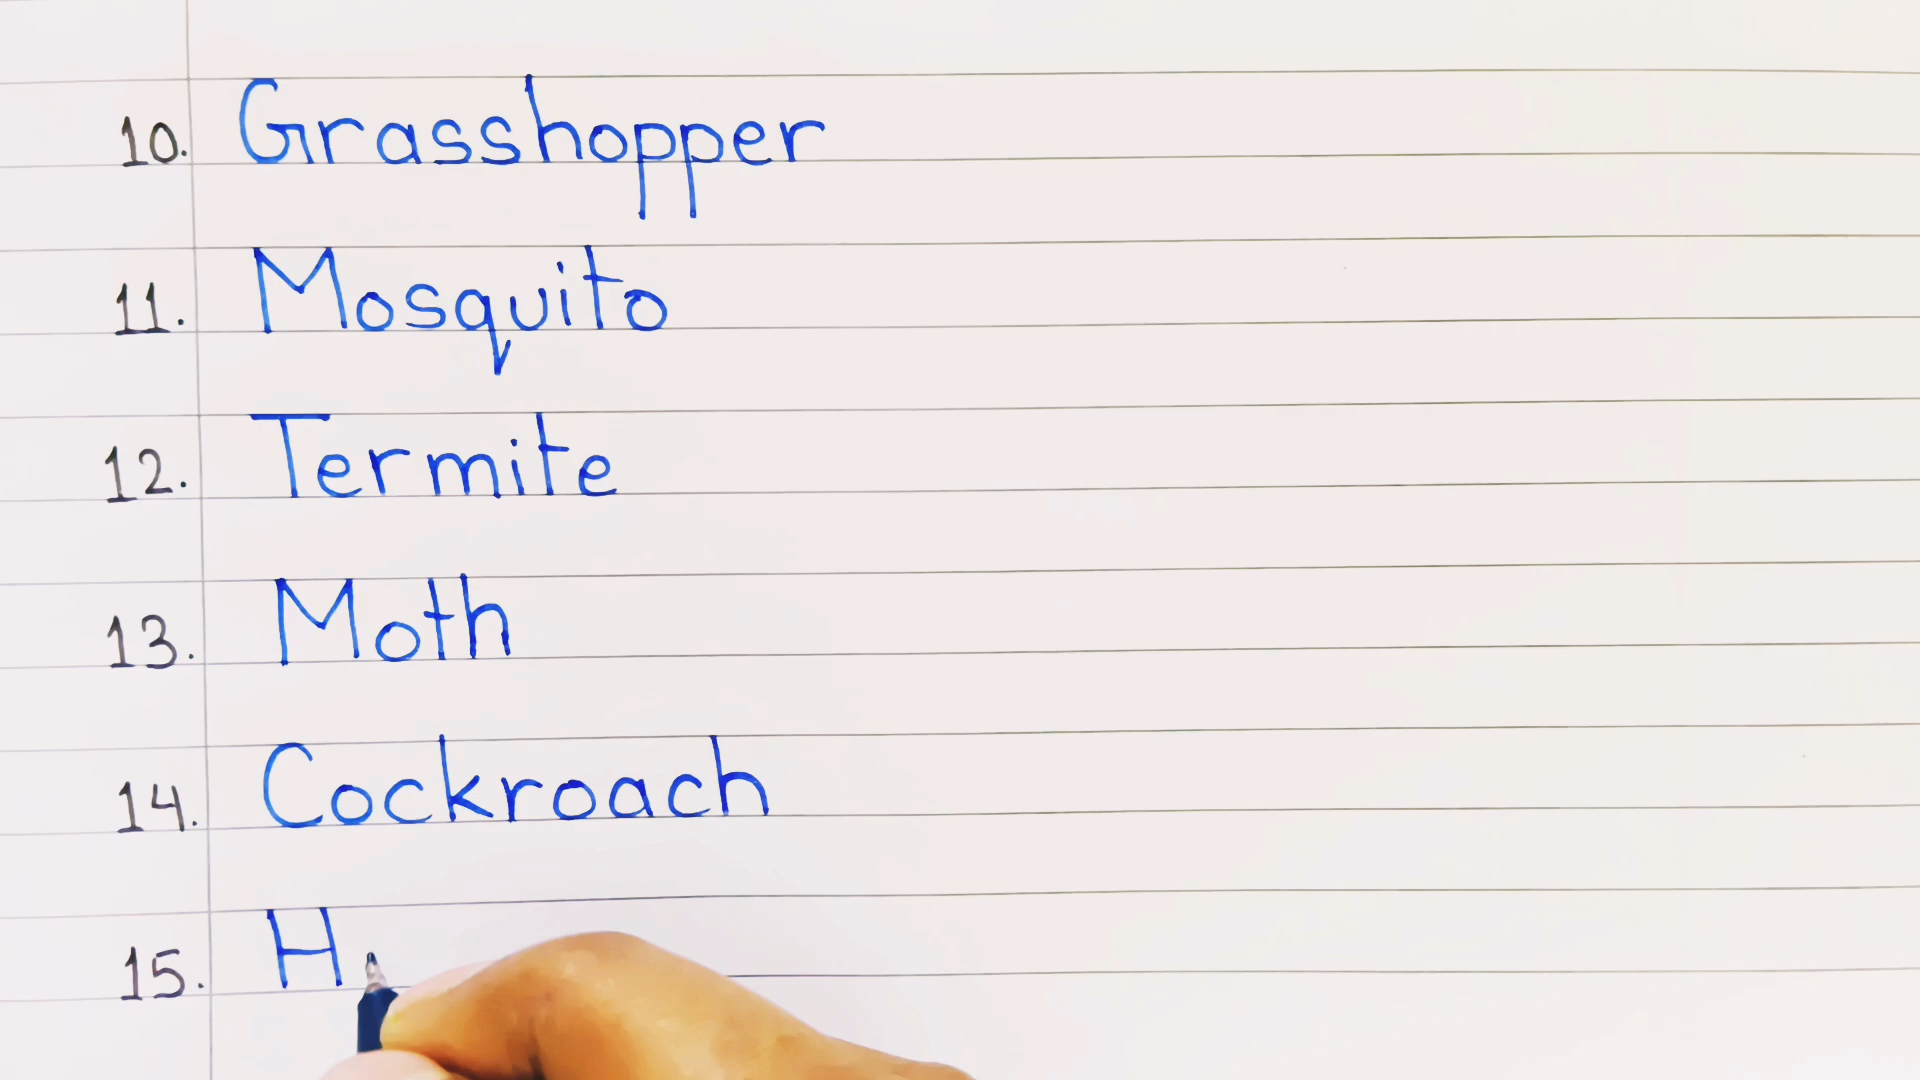 10. Grasshopper
11. Mosquito
12. Termite
13. Moth
14. Cockroach
15. H